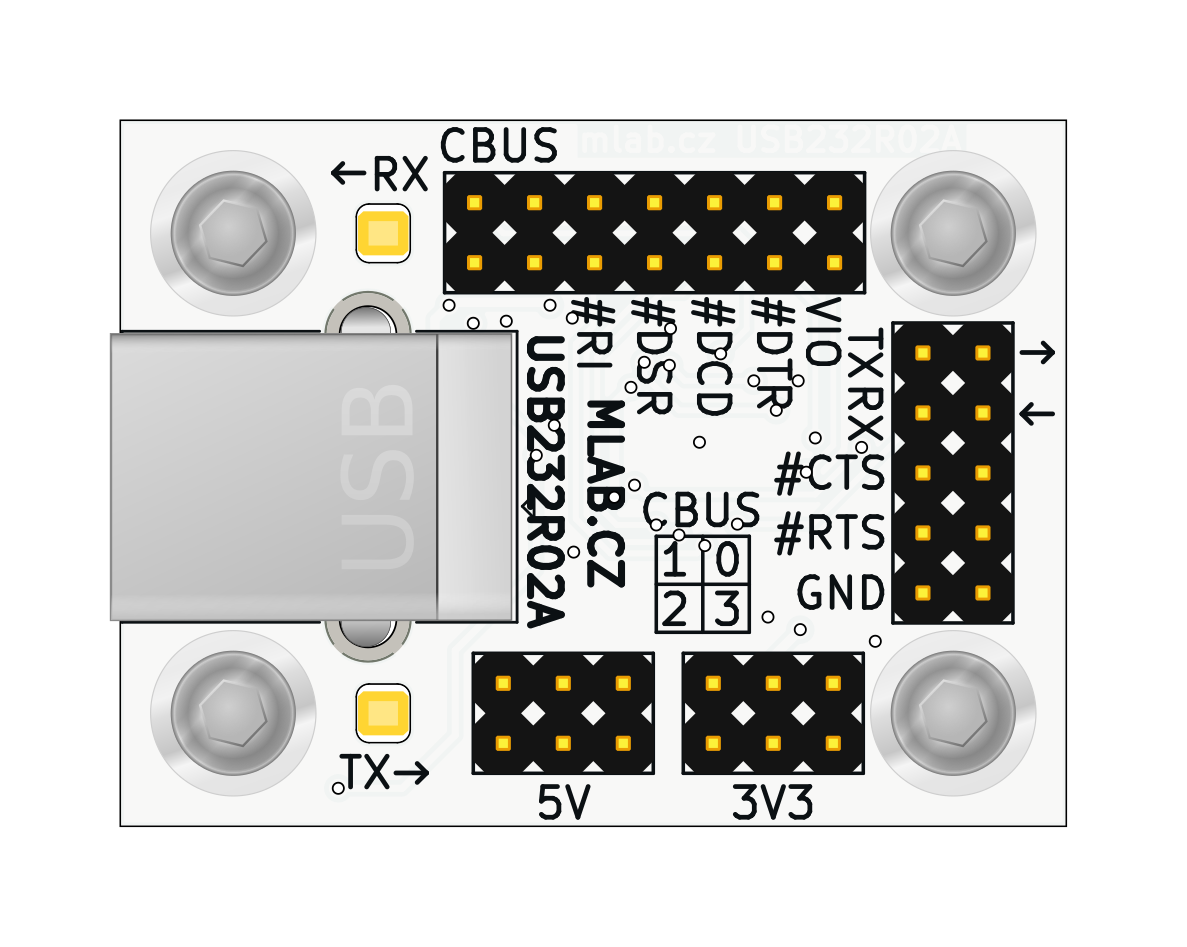 mlab.cz USB232R02A
CBUS
←RX
#RI
#DSR
#DCD
#DTR
VIO
TX
RX
→
←
#CTS
#RTS
GND
USB
USB232R02A
MLAB.CZ
CBUS
1 0
2 3
TX→
5V
3V3